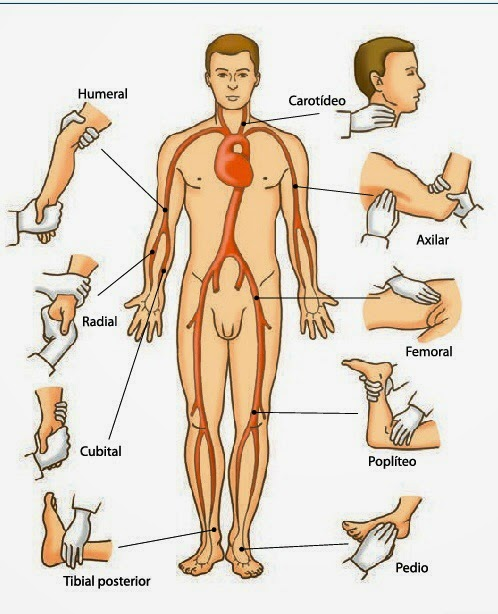 Humeral
Carotídeo
Axilar
Radial
Femoral
Cubital
Poplíteo
Tibial posterior
Pedio